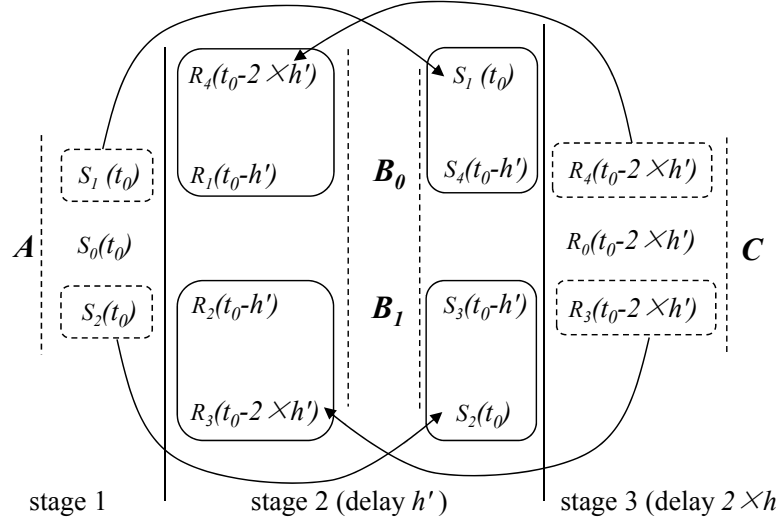 R₄(t₀-2×h′) S₁ (t₀)
S₁ (t₀) R₁(t₀-h′) B₀ S₄(t₀-h′) R₄(t₀-2×h′)
A S₀(t₀) R₀(t₀-2×h′) C
S₂(t₀) R₂(t₀-h′) B₁ S₃(t₀-h′) R₃(t₀-2×h′)
R₃(t₀-2×h′) S₂(t₀)
stage 1 stage 2 (delay h′) stage 3 (delay 2×h